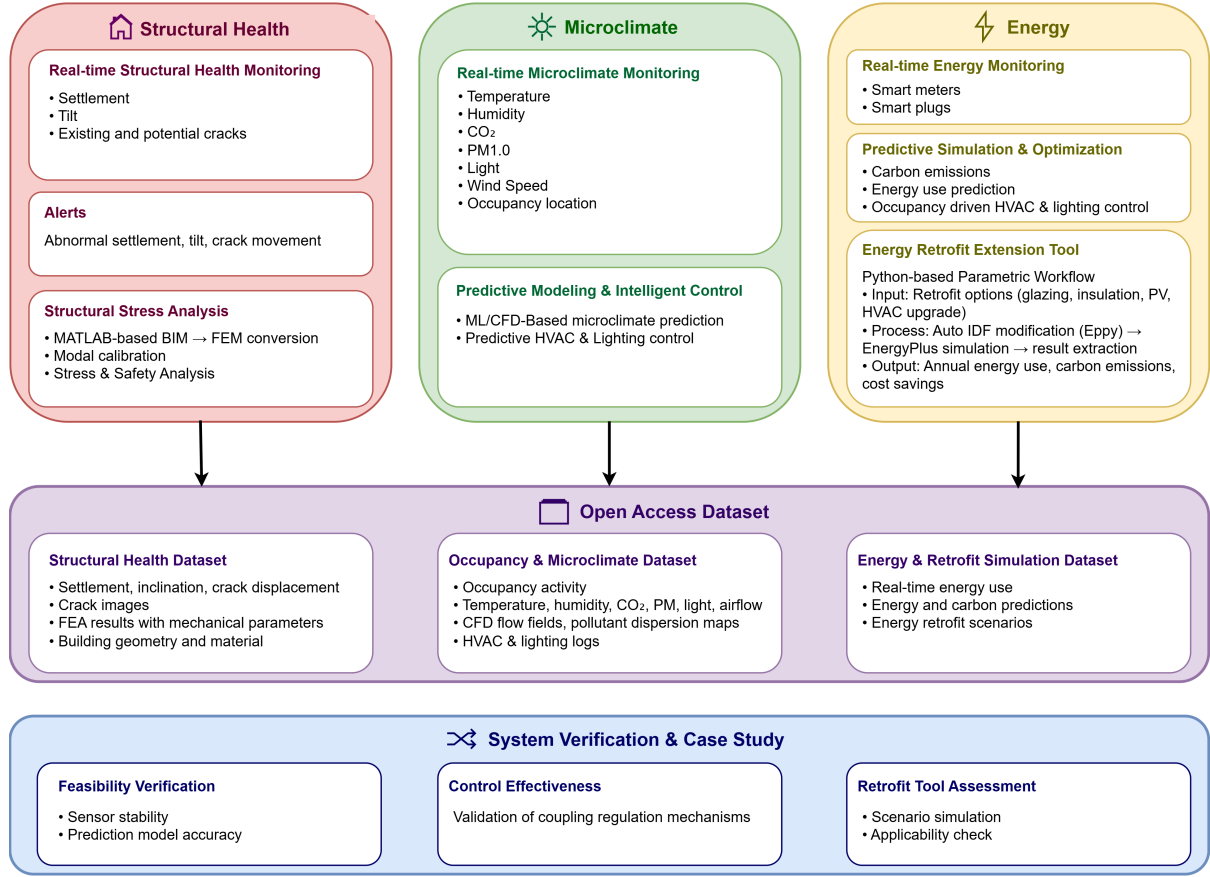 Structural Health
Real-time Structural Health Monitoring
• Settlement
• Tilt
• Existing and potential cracks
Alerts
Abnormal settlement, tilt, crack movement
Structural Stress Analysis
• MATLAB-based BIM → FEM conversion
• Modal calibration
• Stress & Safety Analysis
Microclimate
Real-time Microclimate Monitoring
• Temperature
• Humidity
• CO₂
• PM1.0
• Light
• Wind Speed
• Occupancy location
Predictive Modeling & Intelligent Control
• ML/CFD-Based microclimate prediction
• Predictive HVAC & Lighting control
Energy
Real-time Energy Monitoring
• Smart meters
• Smart plugs
Predictive Simulation & Optimization
• Carbon emissions
• Energy use prediction
• Occupancy driven HVAC & lighting control
Energy Retrofit Extension Tool
Python-based Parametric Workflow
• Input: Retrofit options (glazing, insulation, PV,
HVAC upgrade)
• Process: Auto IDF modification (Eppy) →
EnergyPlus simulation → result extraction
• Output: Annual energy use, carbon emissions,
cost savings
Open Access Dataset
Structural Health Dataset
• Settlement, inclination, crack displacement
• Crack images
• FEA results with mechanical parameters
• Building geometry and material
Occupancy & Microclimate Dataset
• Occupancy activity
• Temperature, humidity, CO₂, PM, light, airflow
• CFD flow fields, pollutant dispersion maps
• HVAC & lighting logs
Energy & Retrofit Simulation Dataset
• Real-time energy use
• Energy and carbon predictions
• Energy retrofit scenarios
System Verification & Case Study
Feasibility Verification
• Sensor stability
• Prediction model accuracy
Control Effectiveness
Validation of coupling regulation mechanisms
Retrofit Tool Assessment
• Scenario simulation
• Applicability check